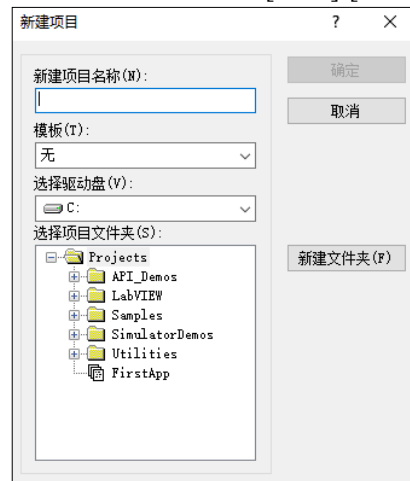 新建项目
?
×
新建项目名称(N):
确定
取消
模板(T):
无
选择驱动盘(V):
C:
选择项目文件夹(S):
新建文件夹(F)
Projects
API_Demos
LabVIEW
Samples
SimulatorDemos
Utilities
FirstApp